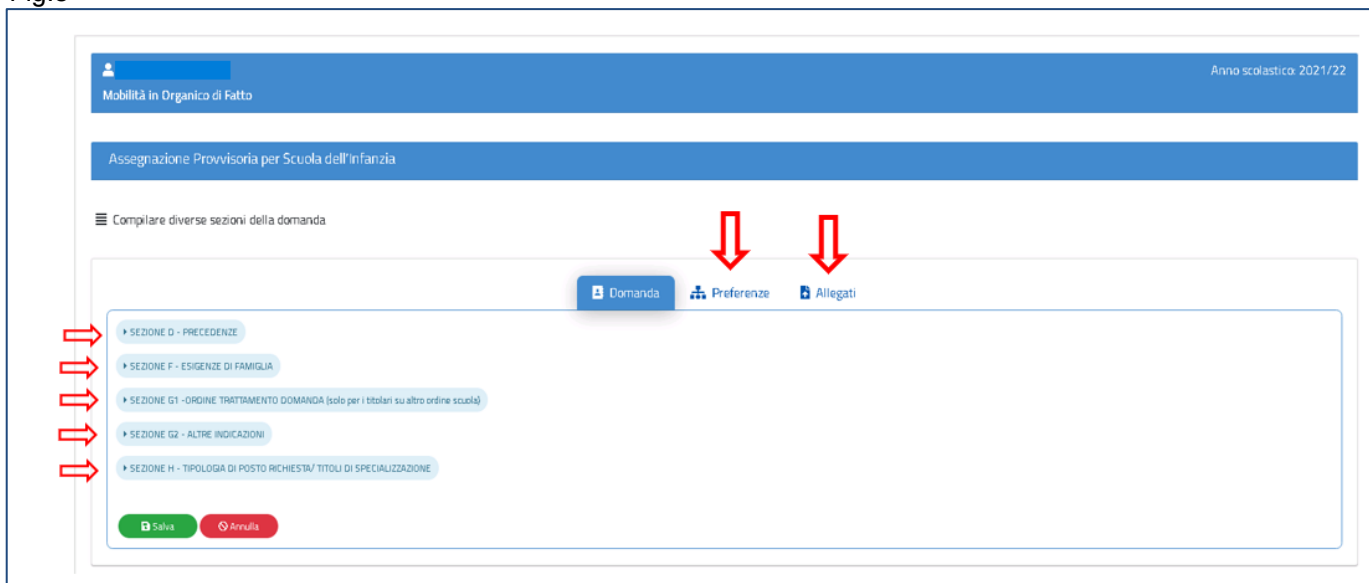 Anno scolastico: 2021/22
Mobilità in Organico di Fatto
Assegnazione Provvisoria per Scuola dell'Infanzia
Compilare diverse sezioni della domanda
Domanda Preferenze Allegati
SEZIONE D - PRECEDENZE
SEZIONE F - ESIGENZE DI FAMIGLIA
SEZIONE G1 -ORDINE TRATTAMENTO DOMANDA (solo per i titolari su altro ordine scuola)
SEZIONE G2 - ALTRE INDICAZIONI
SEZIONE H - TIPOLOGIA DI POSTO RICHIESTA/ TITOLI DI SPECIALIZZAZIONE
Salva Annulla